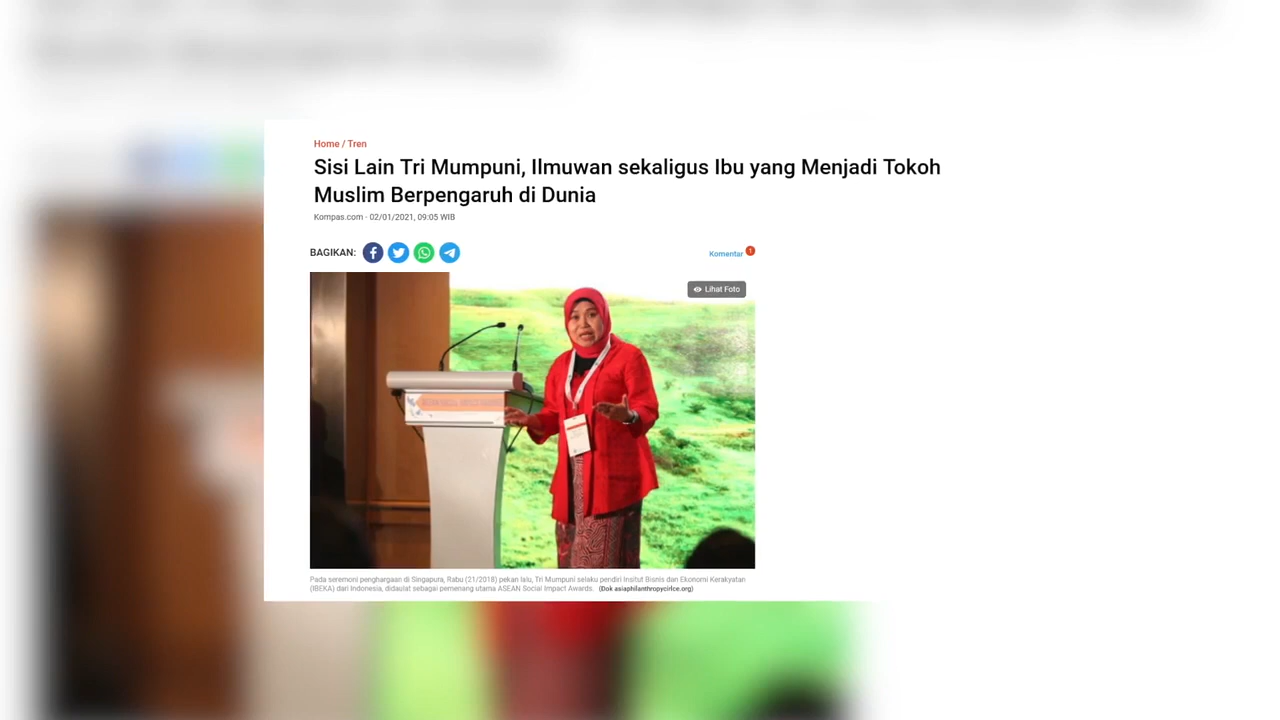 Home / Tren
Sisi Lain Tri Mumpuni, Ilmuwan sekaligus Ibu yang Menjadi Tokoh
Muslim Berpengaruh di Dunia
Kompas.com - 02/01/2021, 09:05 WIB
BAGIKAN:
Komentar 1
Lihat Foto
Pada seremoni penghargaan di Singapura, Rabu (21/2018) pekan lalu, Tri Mumpuni selaku pendiri Insitut Bisnis dan Ekonomi Kerakyatan
(IBEKA) dari Indonesia, didaulat sebagai pemenang utama ASEAN Social Impact Awards. (Dok asiaphilanthropycirlce.org)